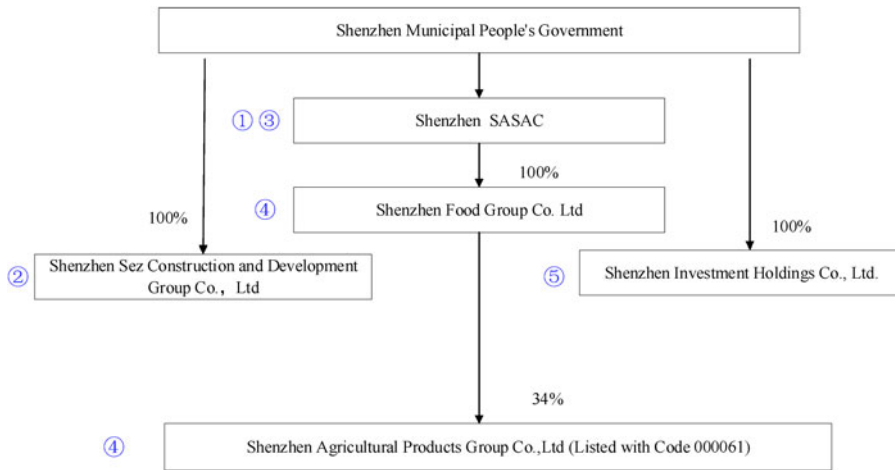 Shenzhen Municipal People's Government
① ③ Shenzhen SASAC
100%
④ Shenzhen Food Group Co. Ltd
100%
100%
② Shenzhen Sez Construction and Development
Group Co., Ltd
⑤ Shenzhen Investment Holdings Co., Ltd.
34%
④ Shenzhen Agricultural Products Group Co.,Ltd (Listed with Code 000061)